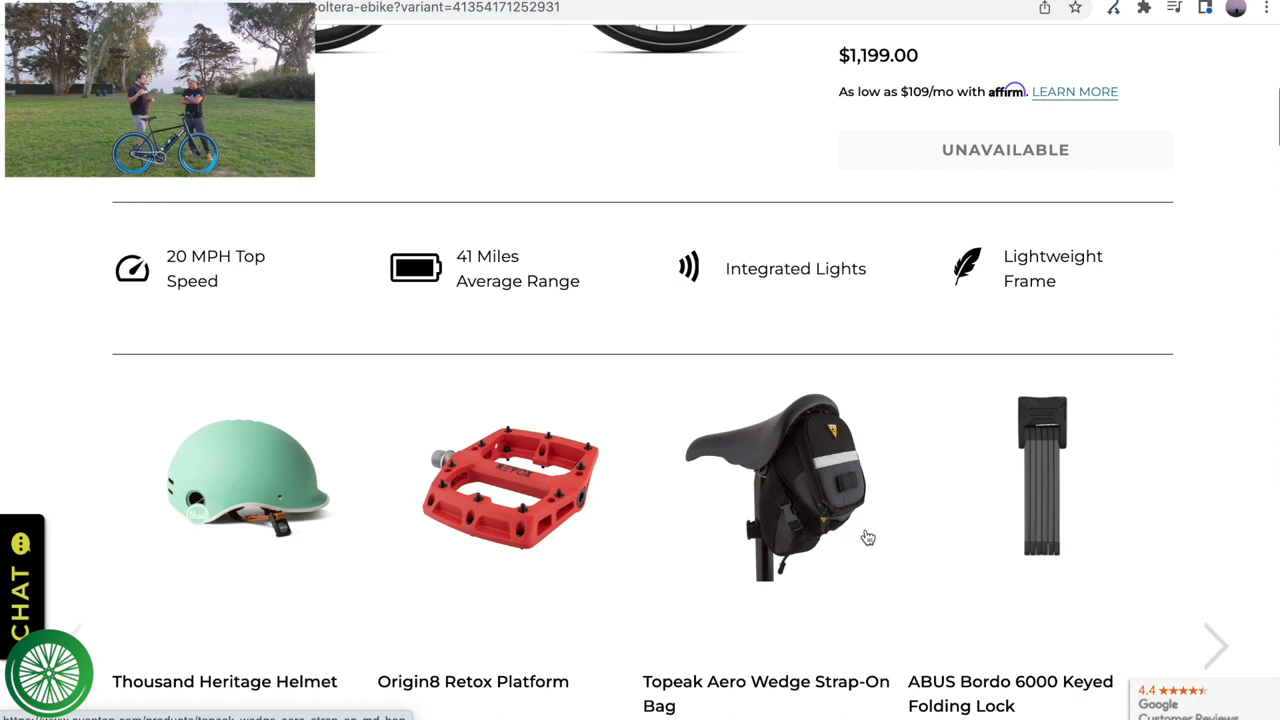 soltera-ebike?variant=41354171252931
$1,199.00
As low as $109/mo with affirm. LEARN MORE
UNAVAILABLE
20 MPH Top
Speed
41 Miles
Average Range
Integrated Lights
Lightweight
Frame
RETOX
thsd
CHAT
Thousand Heritage Helmet
Origin8 Retox Platform
Topeak Aero Wedge Strap-On
Bag
ABUS Bordo 6000 Keyed
Folding Lock
4.4
Google
Customer Reviews